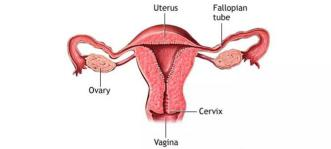 Uterus
Fallopian
tube
Ovary
Cervix
Vagina